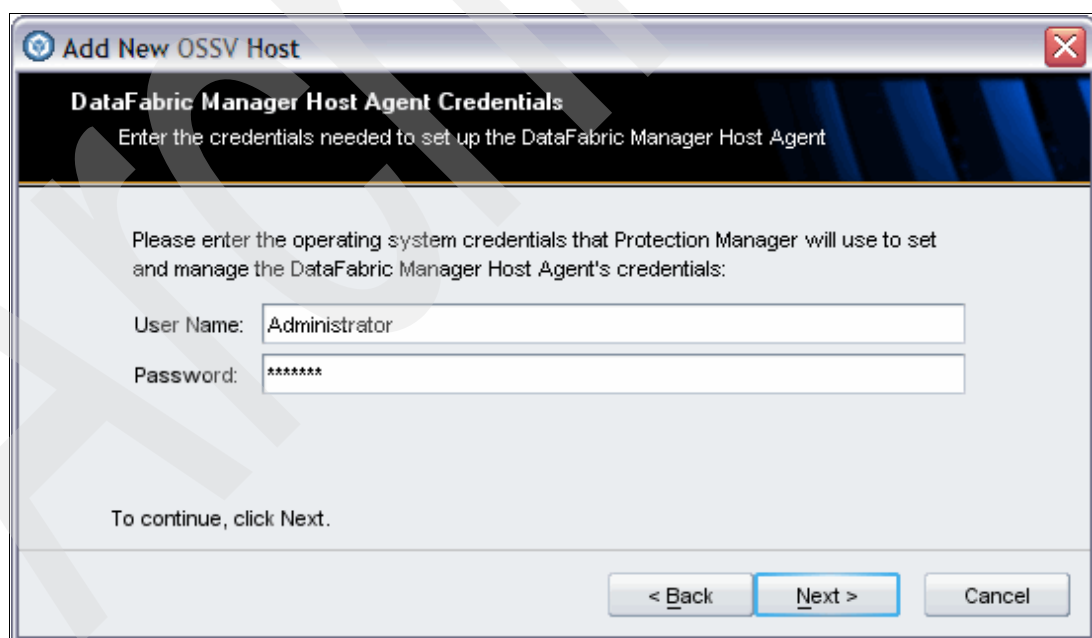 Add New OSSV Host
DataFabric Manager Host Agent Credentials
Enter the credentials needed to set up the DataFabric Manager Host Agent
Please enter the operating system credentials that Protection Manager will use to set
and manage the DataFabric Manager Host Agent's credentials:
User Name: Administrator
Password: *******
To continue, click Next.
< Back Next > Cancel